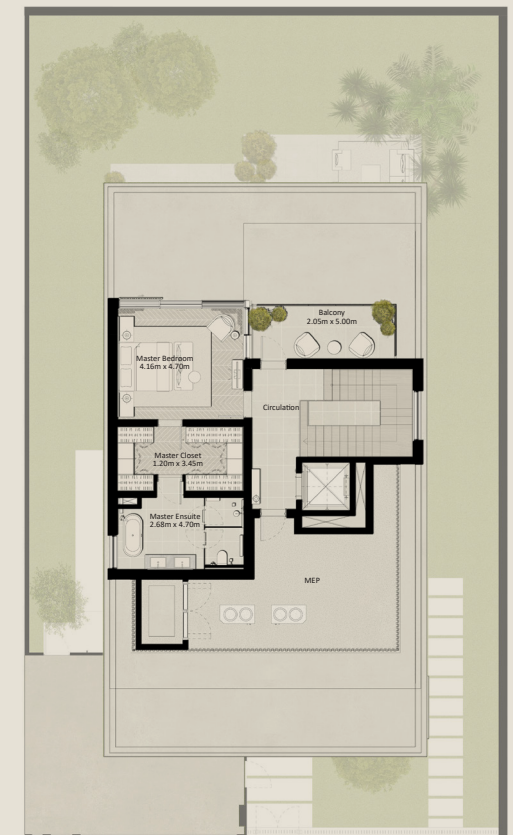 Balcony
2.05m x 5.00m
Master Bedroom
4.16m x 4.70m
Circulation
Master Closet
1.20m x 3.45m
Master Ensuite
2.68m x 4.70m
MEP